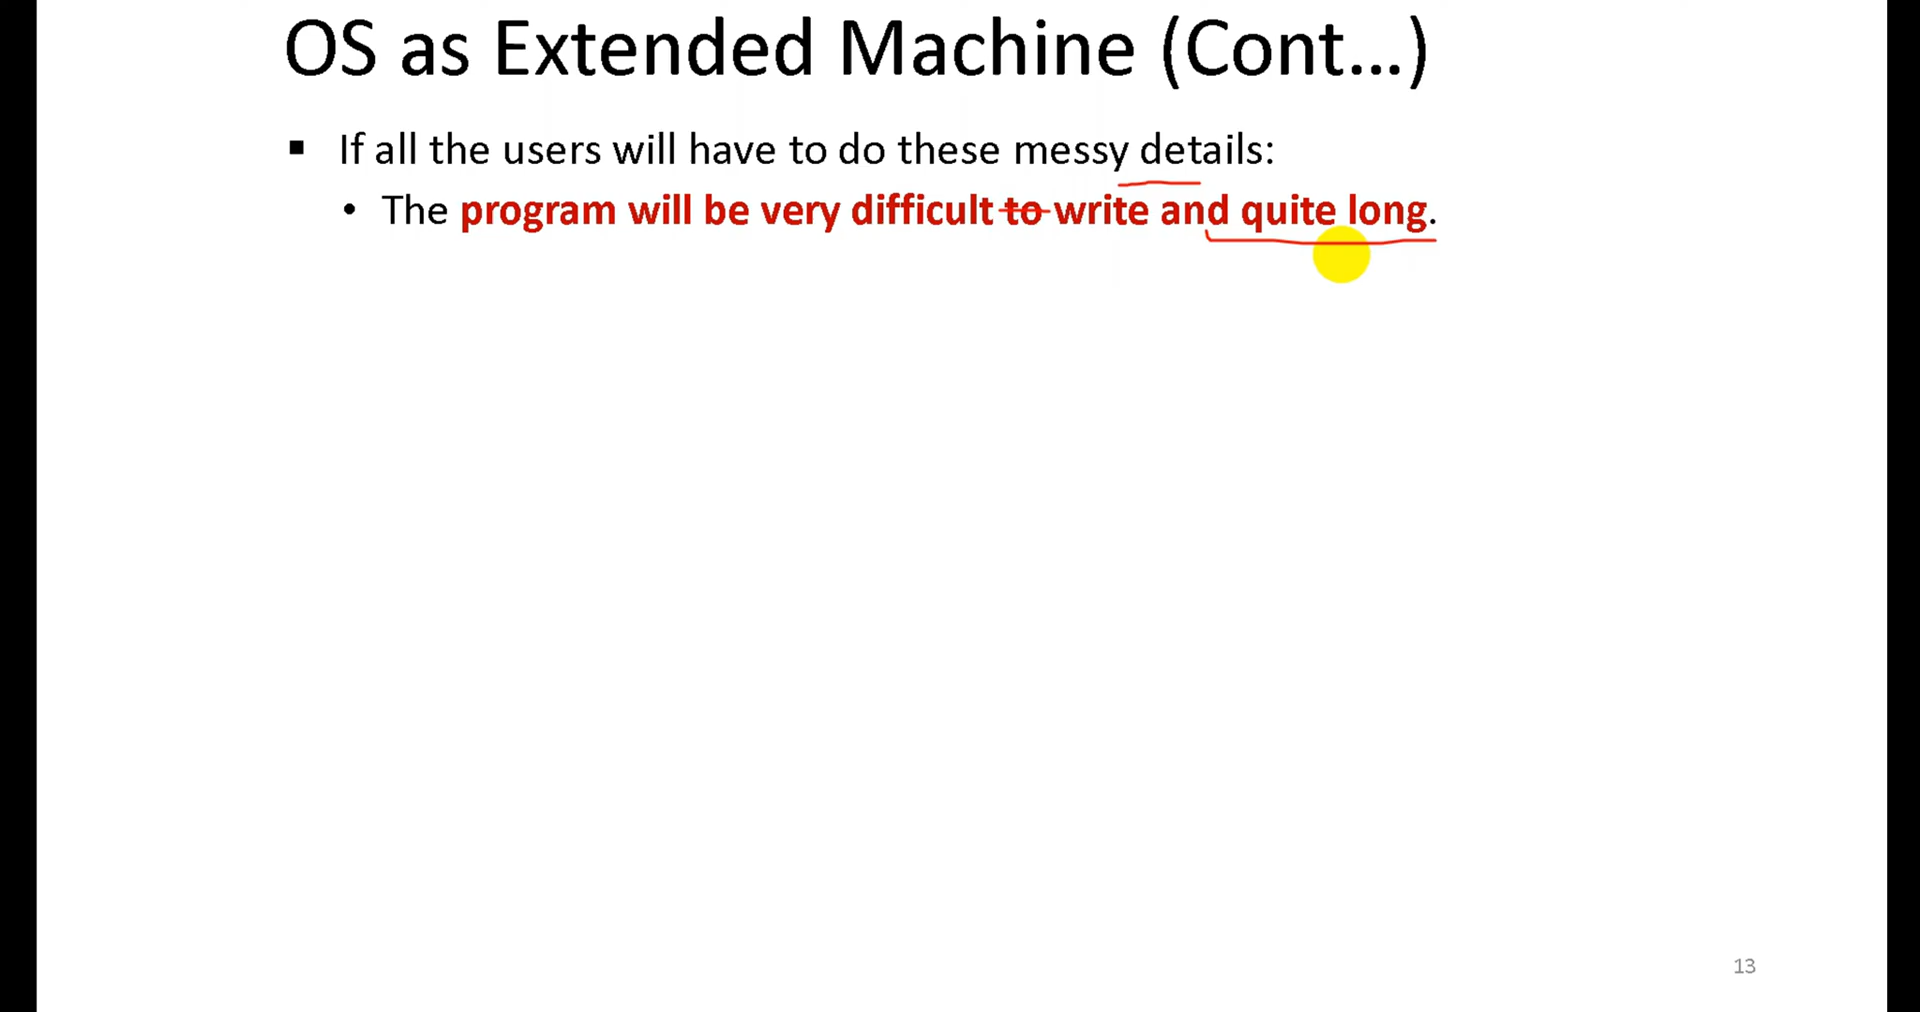 OS as Extended Machine (Cont...)
▪ If all the users will have to do these messy details:
• The program will be very difficult to write and quite long.
13